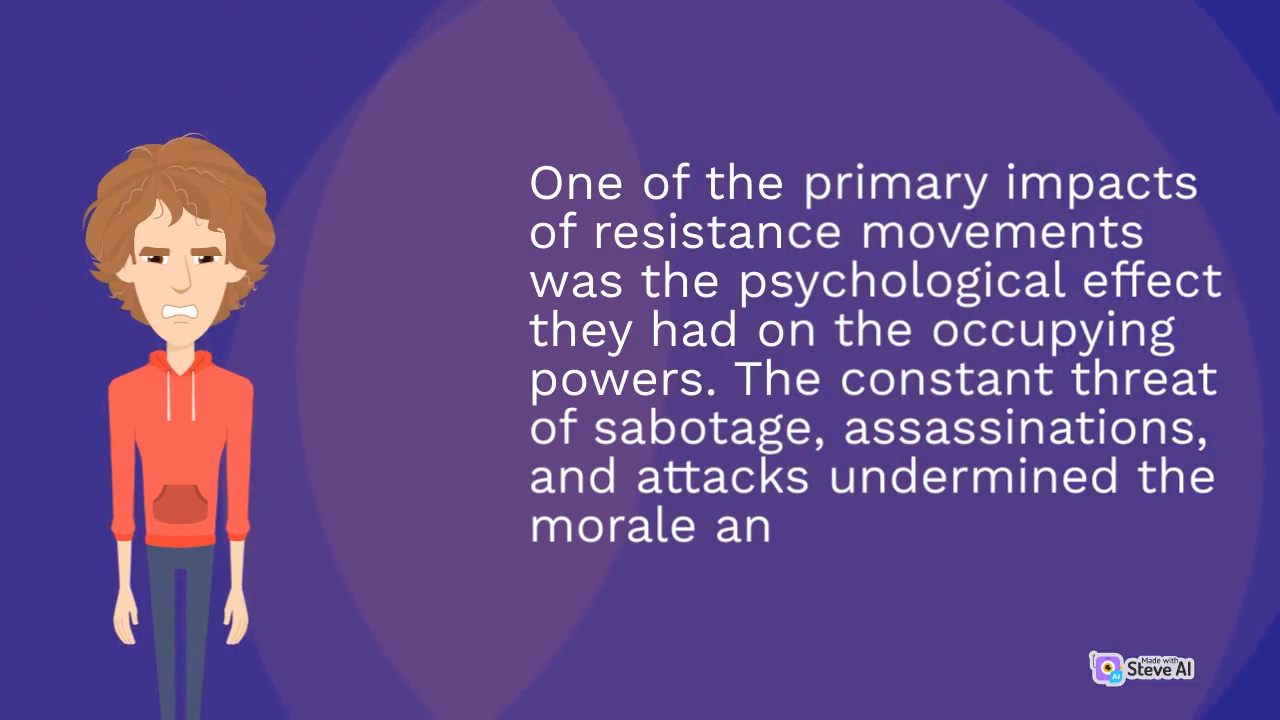 One of the primary impacts
of resistance movements
was the psychological effect
they had on the occupying
powers. The constant threat
of sabotage, assassinations,
and attacks undermined the
morale an
Made with
Steve AI
AI